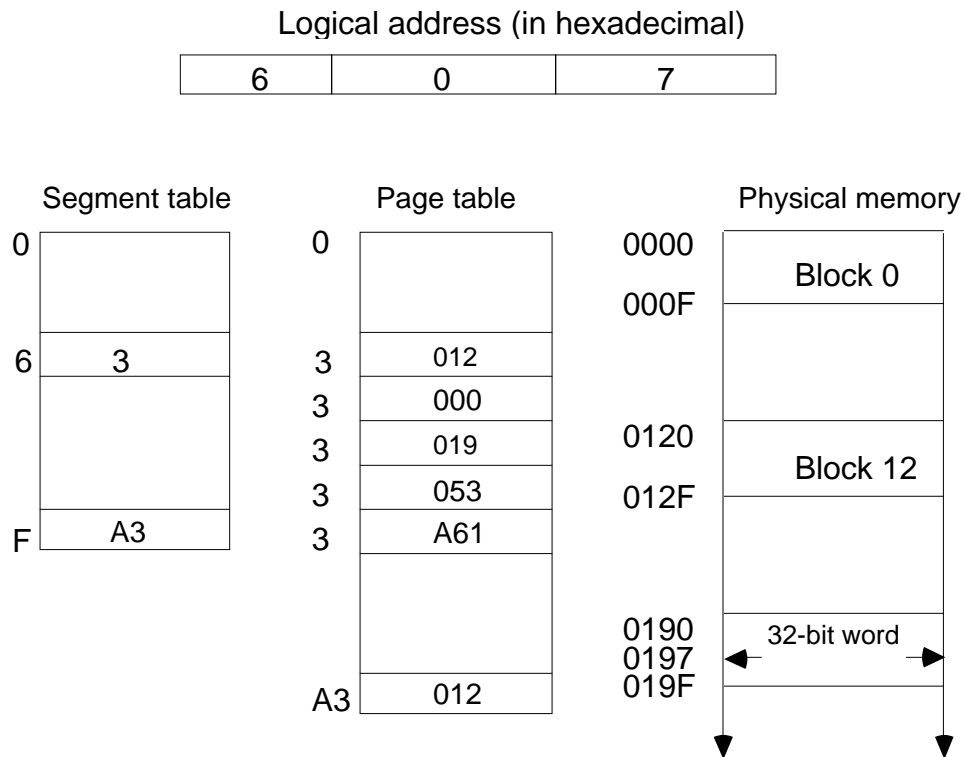 Logical address (in hexadecimal)
6 0 7
Segment table
0
6 3
F A3
Page table
0
3 012
3 000
3 019
3 053
3 A61
A3 012
Physical memory
0000
Block 0
000F
0120
Block 12
012F
0190
32-bit word
0197
019F